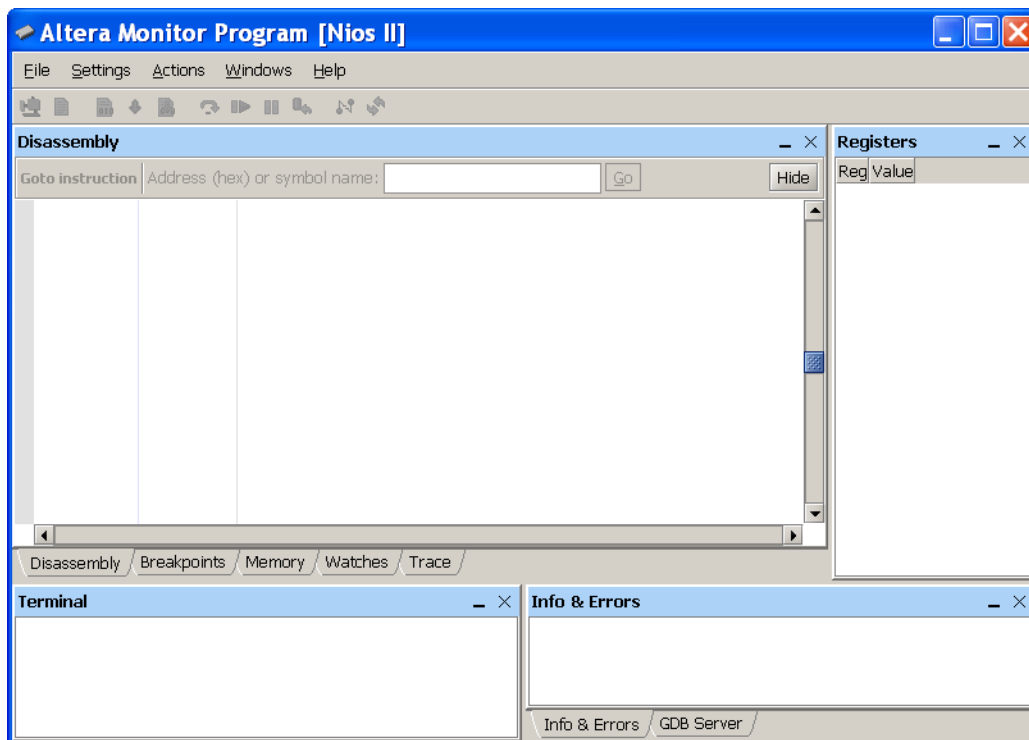 Altera Monitor Program [Nios II]
File Settings Actions Windows Help
Disassembly
Goto instruction Address (hex) or symbol name: Go Hide
Registers
Reg Value
Disassembly Breakpoints Memory Watches Trace
Terminal
Info & Errors
Info & Errors GDB Server